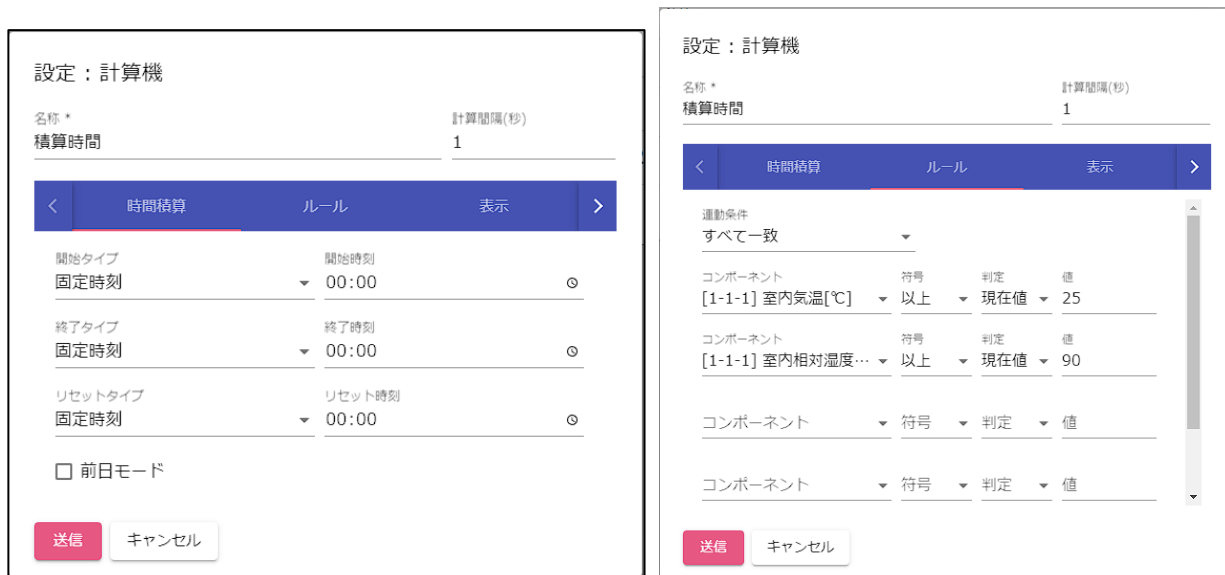 設定：計算機
名称 *
計算間隔(秒)
積算時間
1
時間積算 ルール 表示
開始タイプ
開始時刻
固定時刻
00:00
終了タイプ
終了時刻
固定時刻
00:00
リセットタイプ
リセット時刻
固定時刻
00:00
前日モード
送信 キャンセル
設定：計算機
名称 *
計算間隔(秒)
積算時間
1
時間積算 ルール 表示
連動条件
すべて一致
コンポーネント 符号 判定 値
[1-1-1] 室内気温[℃] 以上 現在値 25
コンポーネント 符号 判定 値
[1-1-1] 室内相対湿度… 以上 現在値 90
コンポーネント 符号 判定 値
コンポーネント 符号 判定 値
送信 キャンセル